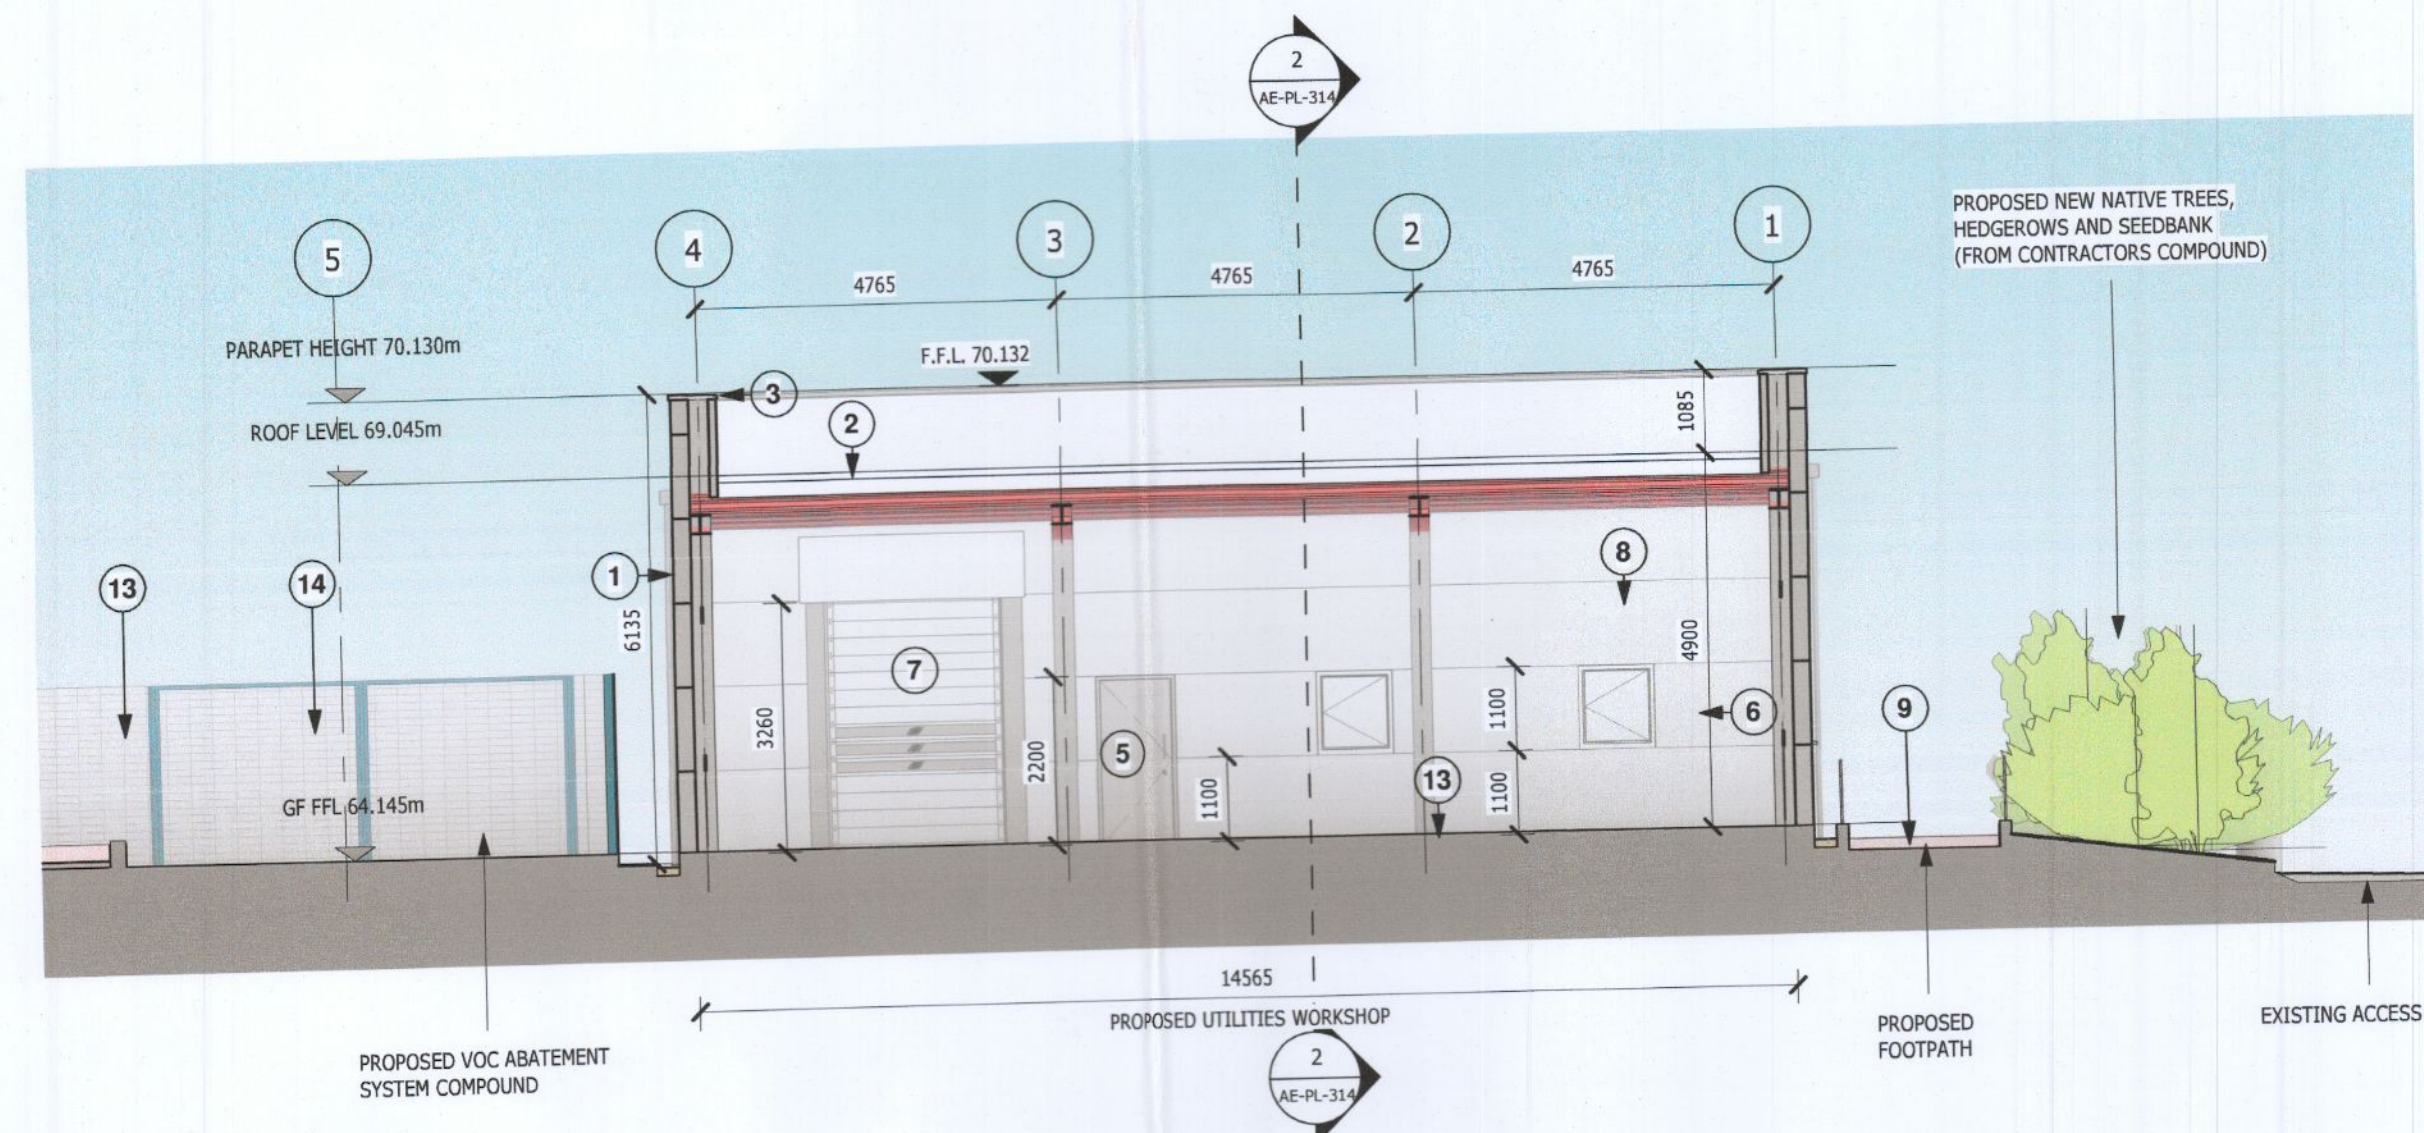 2
AE-PL-314
5
4
3
2
1
4765
4765
4765
PROPOSED NEW NATIVE TREES,
HEDGEROWS AND SEEDBANK
(FROM CONTRACTORS COMPOUND)
PARAPET HEIGHT 70.130m
F.F.L. 70.132
3
ROOF LEVEL 69.045m
2
1085
13
14
1
6135
8
4900
7
3260
2200
5
1100
1100
1100
13
6
9
GF FFL 64.145m
14565
PROPOSED UTILITIES WORKSHOP
PROPOSED VOC ABATEMENT
SYSTEM COMPOUND
PROPOSED
FOOTPATH
EXISTING ACCESS
2
AE-PL-314